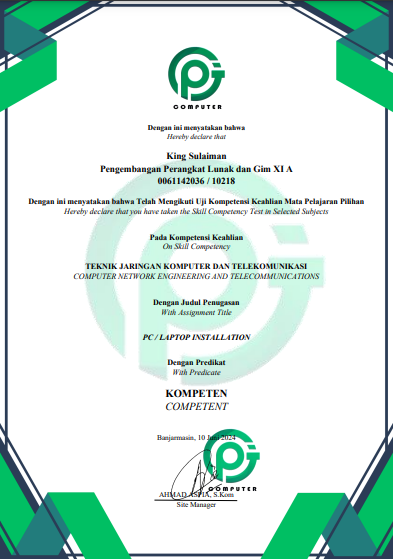 COMPUTER
Dengan ini menyatakan bahwa
Hereby declare that
King Sulaiman
Pengembangan Perangkat Lunak dan Gim XI A
0061142036 / 10218
Dengan ini menyatakan bahwa Telah Mengikuti Uji Kompetensi Keahlian Mata Pelajaran Pilihan
Hereby declare that you have taken the Skill Competency Test in Selected Subjects
Pada Kompetensi Keahlian
On Skill Competency
TEKNIK JARINGAN KOMPUTER DAN TELEKOMUNIKASI
COMPUTER NETWORK ENGINEERING AND TELECOMMUNICATIONS
Dengan Judul Penugasan
With Assignment Title
PC / LAPTOP INSTALLATION
Dengan Predikat
With Predicate
KOMPETEN
COMPETENT
Banjarmasin, 10 Juni 2024
COMPUTER
AHMAD, S.Kom
Site Manager